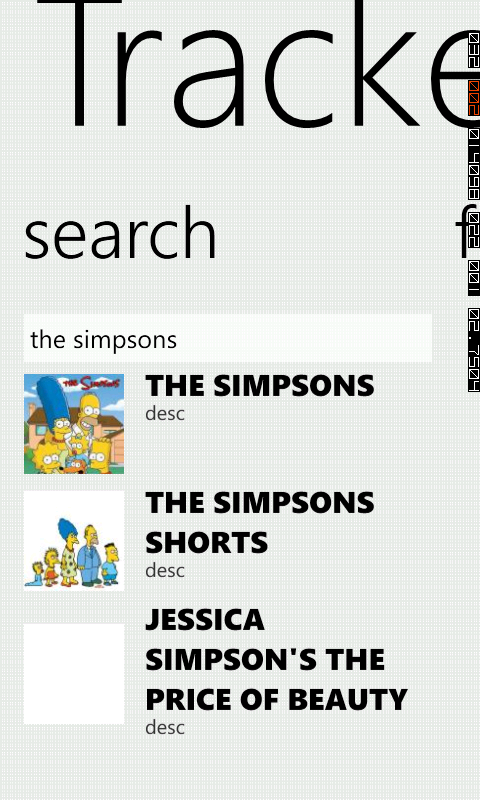 Tracke
search
f
the simpsons
THE SIMPSONS
desc
THE SIMPSONS
SHORTS
desc
JESSICA
SIMPSON'S THE
PRICE OF BEAUTY
desc